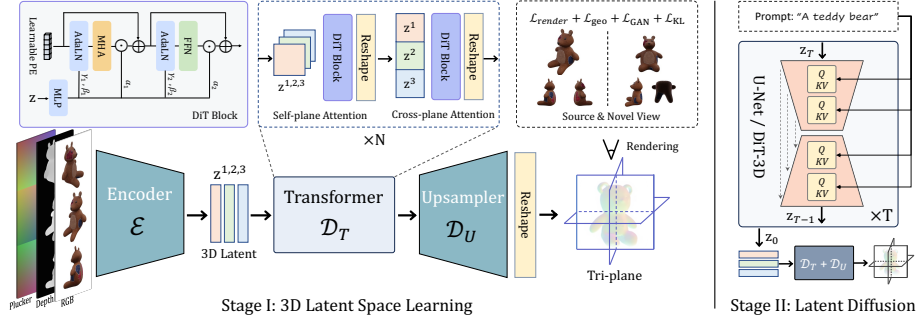 Learnable PE
AdaLN
MHA
AdaLN
FFN
γ₁, β₁
α₁
γ₂, β₂
α₂
z
MLP
DiT Block
z^{1,2,3}
DiT Block
Reshape
Self-plane Attention
z^1
z^2
z^3
DiT Block
Reshape
Cross-plane Attention
×N
ℒ_render + ℒ_geo + ℒ_GAN + ℒ_KL
Source & Novel View
Rendering
Plucker
Depth
RGB
Encoder
ℰ
z^{1,2,3}
3D Latent
Transformer
𝒟_T
Upsampler
𝒟_U
Reshape
Tri-plane
Stage I: 3D Latent Space Learning
Prompt: "A teddy bear"
z_T
U-Net / DiT-3D
Q
KV
Q
KV
Q
KV
Q
KV
z_{T−1}
×T
z_0
𝒟_T + 𝒟_U
Stage II: Latent Diffusion